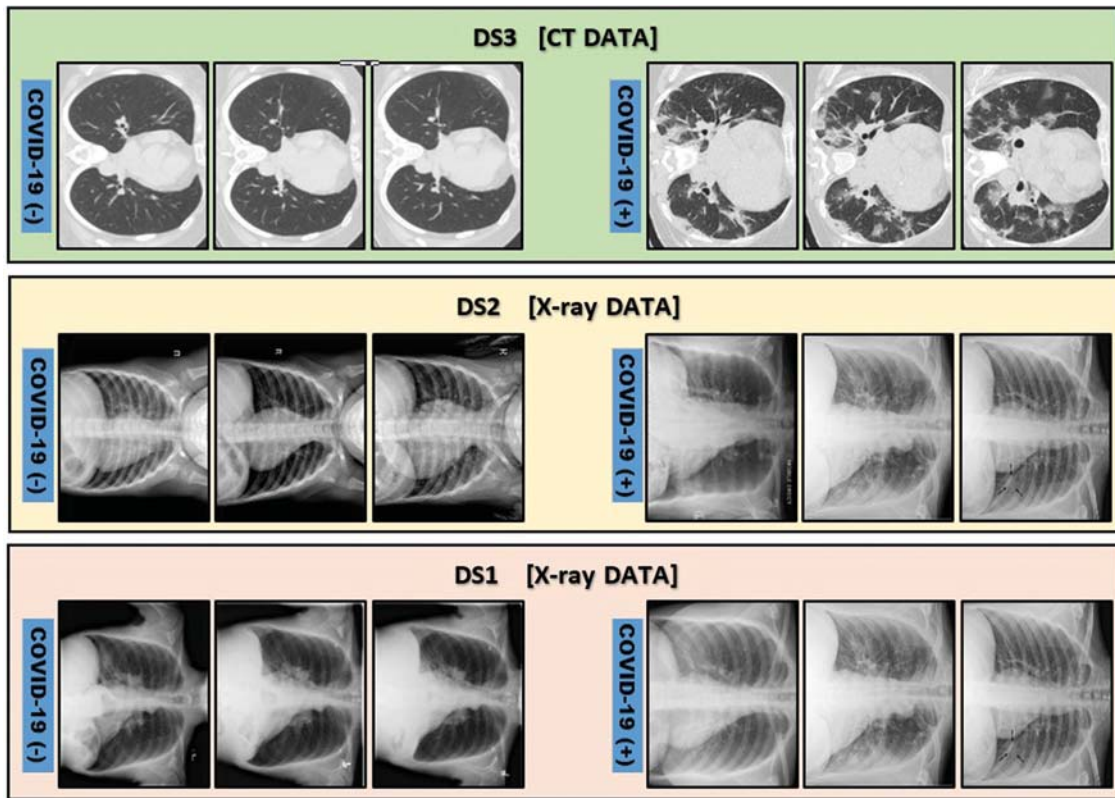 DS3 [CT DATA]
COVID-19 (-)
COVID-19 (+)
DS2 [X-ray DATA]
COVID-19 (-)
R
R
R
COVID-19 (+)
DS1 [X-ray DATA]
COVID-19 (-)
L
COVID-19 (+)